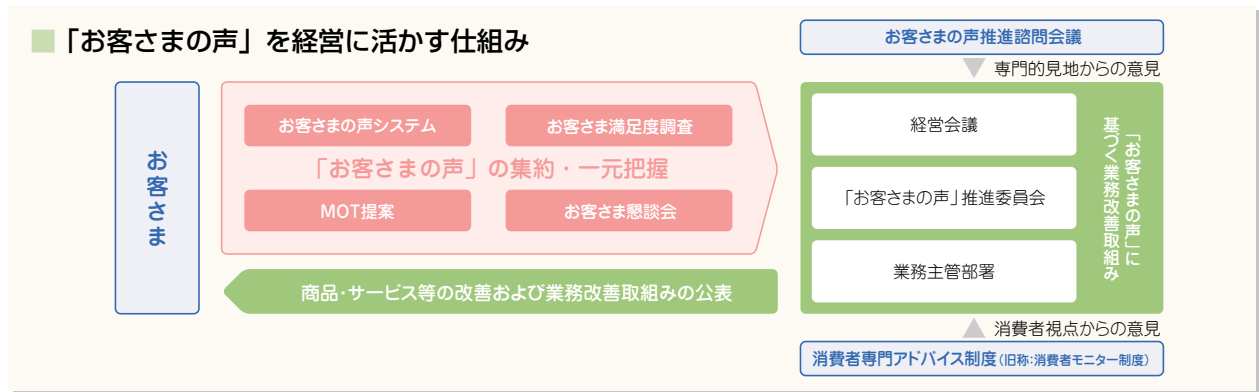 「お客さまの声」を経営に活かす仕組み
お客さまの声推進諮問会議
専門的見地からの意見
お客さま
お客さまの声システム
お客さま満足度調査
「お客さまの声」の集約・一元把握
MOT提案
お客さま懇談会
商品･サービス等の改善および業務改善取組みの公表
経営会議
「お客さまの声」推進委員会
業務主管部署
「お客さまの声」に
基づく業務改善取組み
消費者視点からの意見
消費者専門アドバイス制度(旧称:消費者モニター制度)